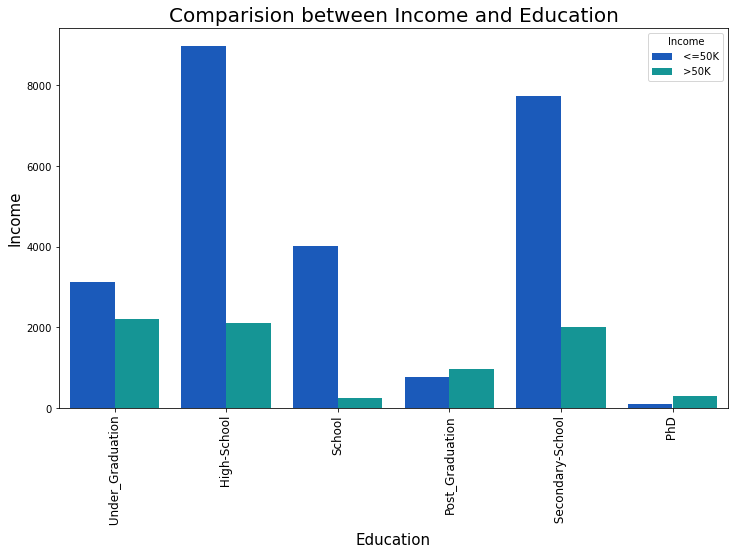 Comparision between Income and Education
Income
<=50K
>50K
8000
6000
4000
2000
0
Income
Under_Graduation
High-School
School
Post_Graduation
Secondary-School
PhD
Education